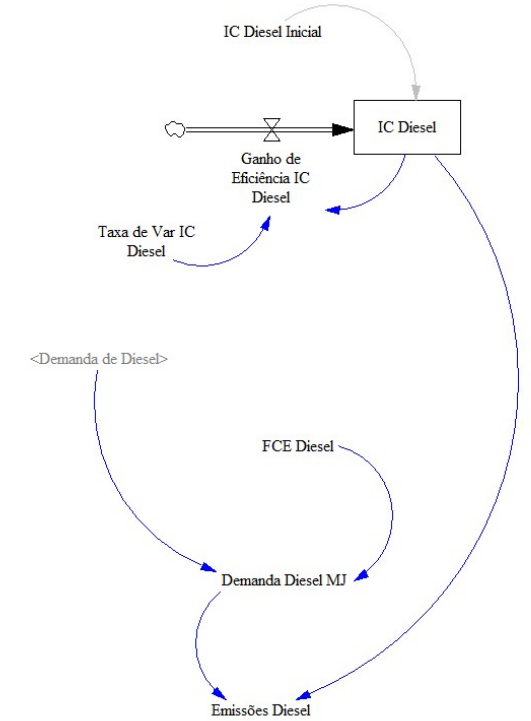 IC Diesel Inicial
IC Diesel
Ganho de
Eficiência IC
Diesel
Taxa de Var IC
Diesel
<Demanda de Diesel>
FCE Diesel
Demanda Diesel MJ
Emissões Diesel